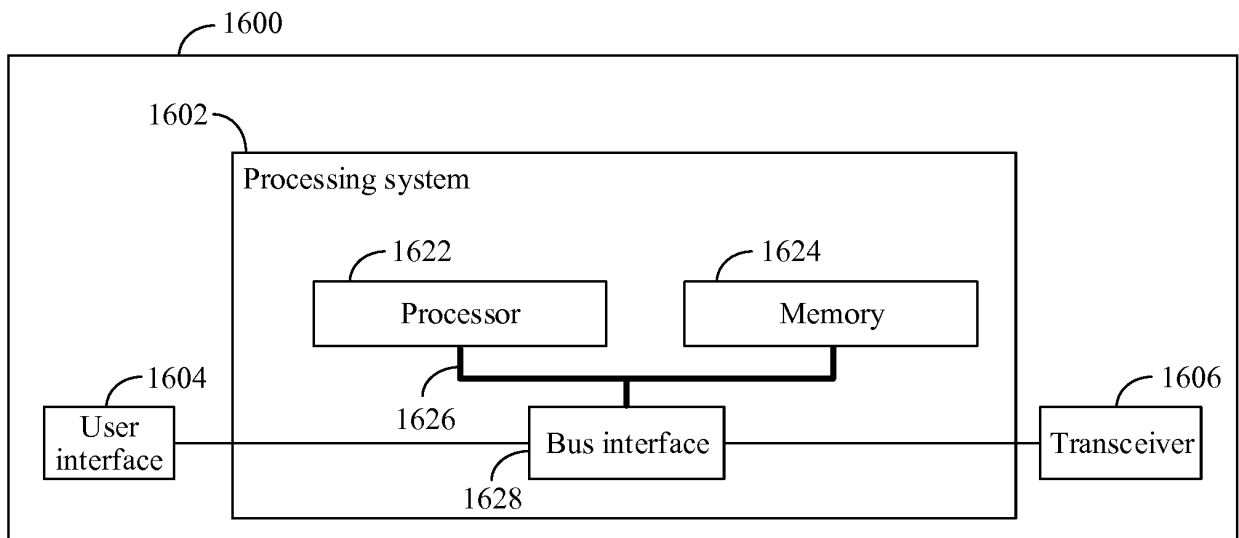 1600
1602
Processing system
1622
1624
Processor
Memory
1604
1606
1626
User
interface
Bus interface
Transceiver
1628